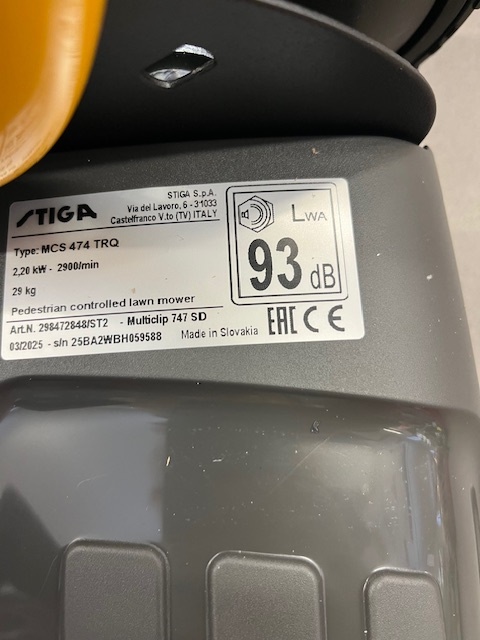 STIGA
STIGA S.p.A.
Via del Lavoro, 6 - 31033
Castelfranco V.to (TV) ITALY
Type: MCS 474 TRQ
2,20 kW - 2900/min
29 kg
Pedestrian controlled lawn mower
Art.N. 298472848/ST2 - Multiclip 747 SD
03/2025 - s/n 25BA2WBH059588 Made in Slovakia
LWA
93 dB
EAC CE